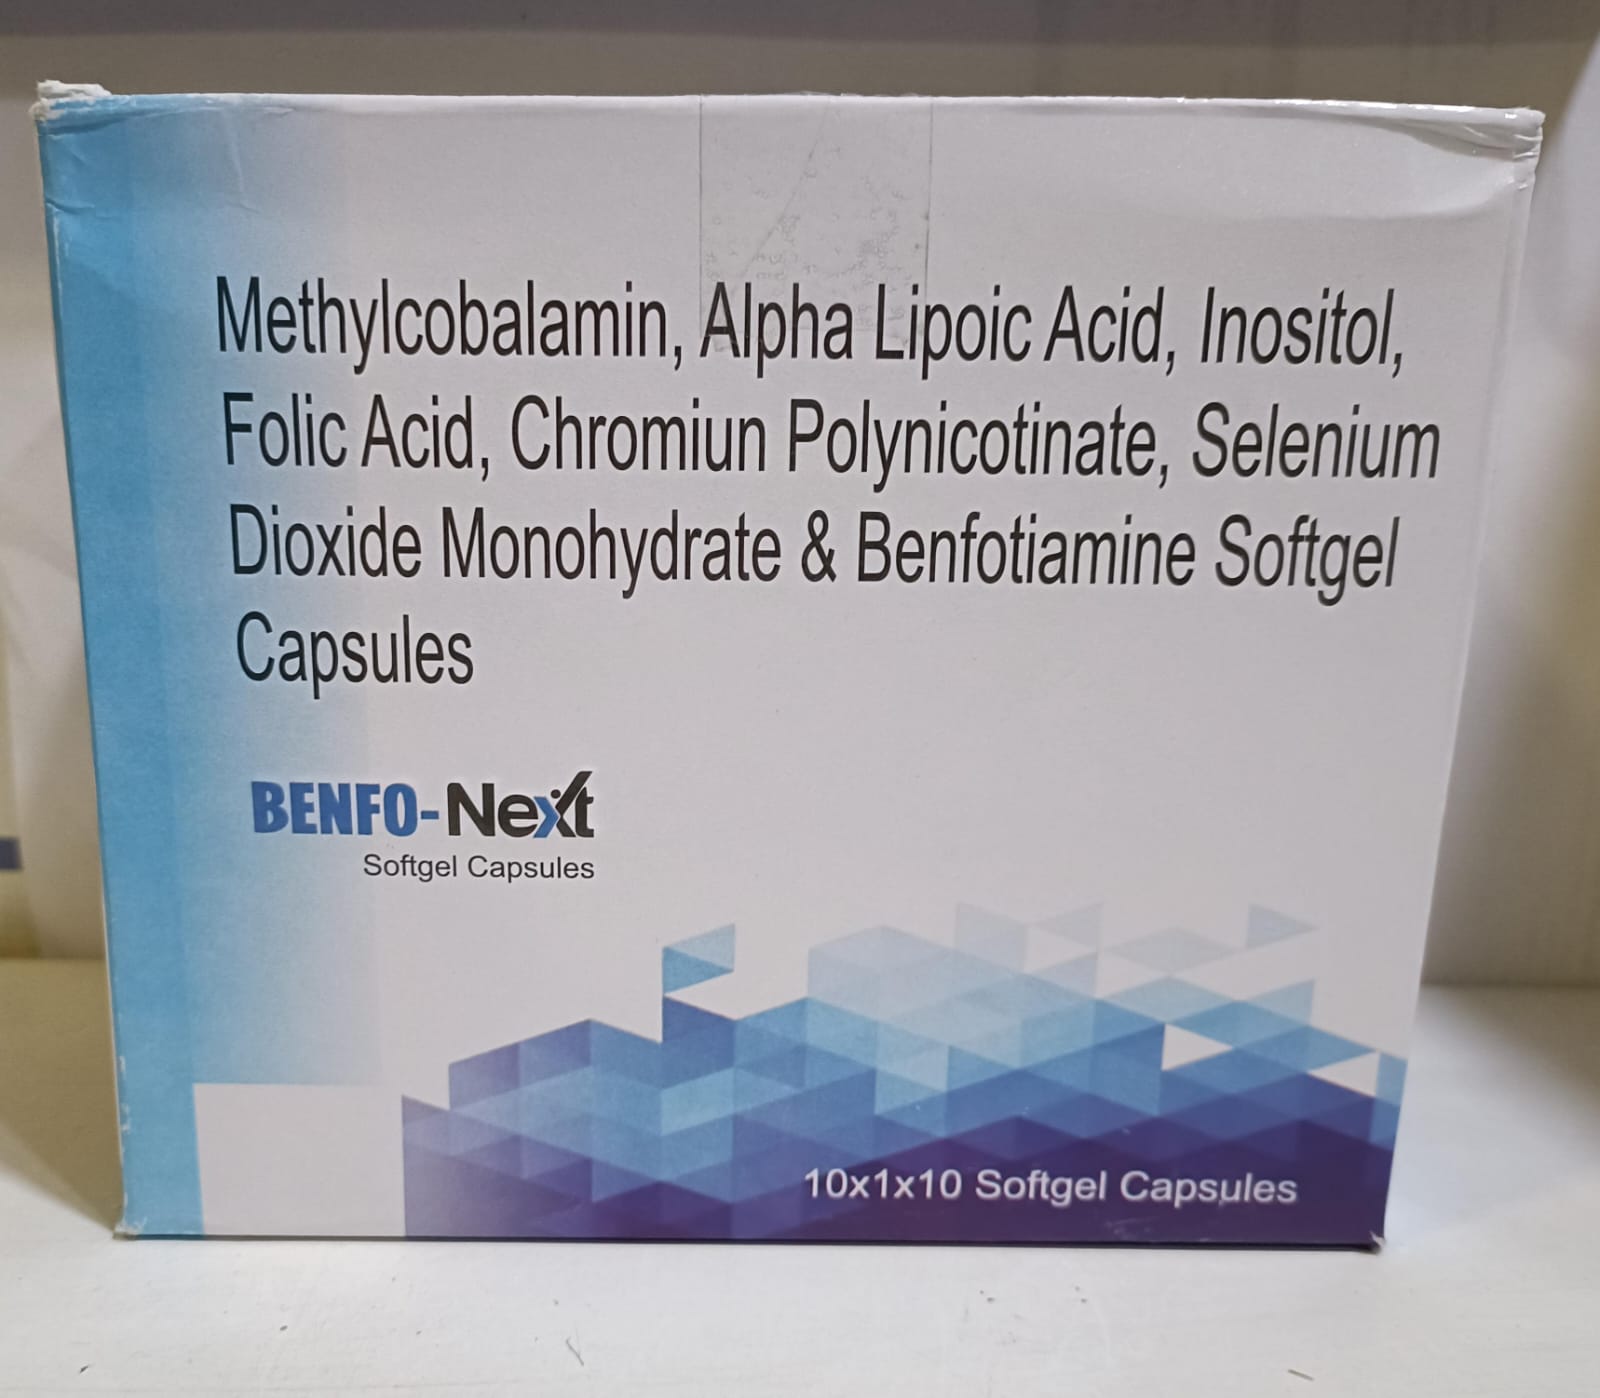 Methylcobalamin, Alpha Lipoic Acid, Inositol,
Folic Acid, Chromiun Polynicotinate, Selenium
Dioxide Monohydrate & Benfotiamine Softgel
Capsules
BENFO-Next
Softgel Capsules
10x1x10 Softgel Capsules